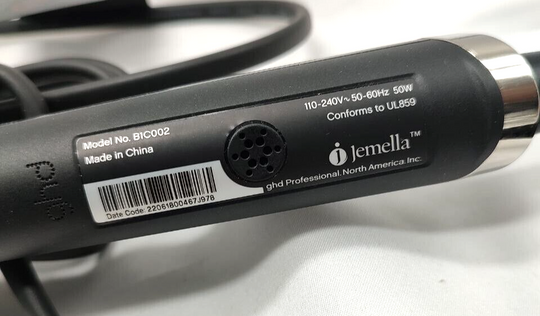 Model No. B1C002
Made in China
Date Code: 22061800467J978
110-240V~ 50-60Hz 50W
Conforms to UL859
Jemella™
ghd Professional. North America. Inc.
ghd